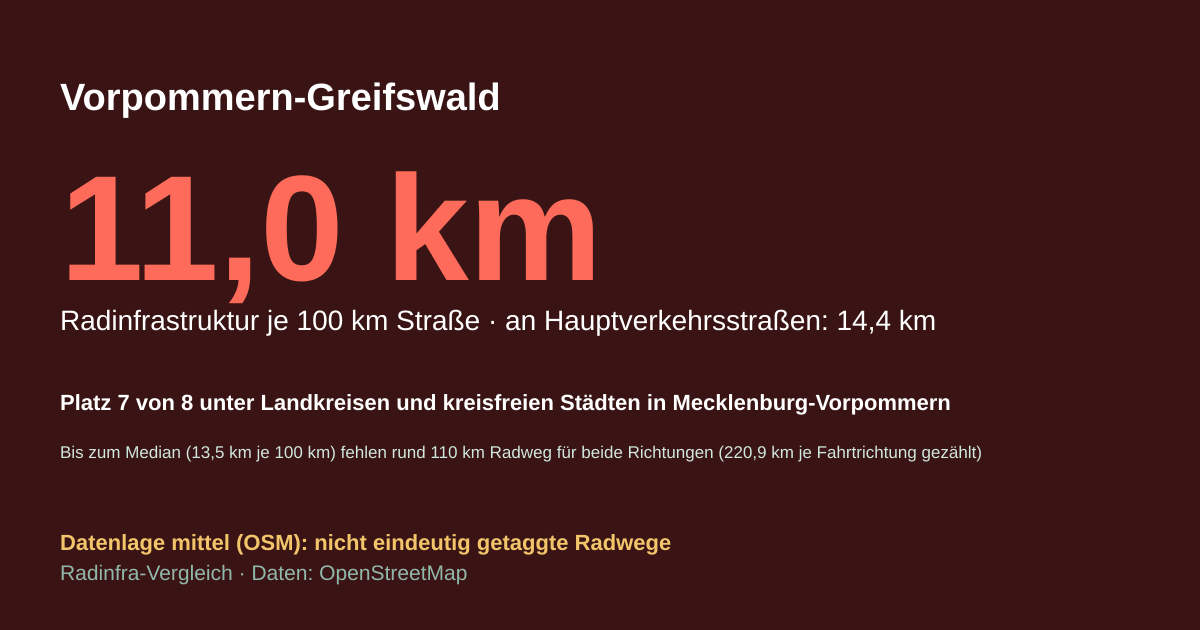 Vorpommern-Greifswald
11,0 km
Radinfrastruktur je 100 km Straße · an Hauptverkehrsstraßen: 14,4 km
Platz 7 von 8 unter Landkreisen und kreisfreien Städten in Mecklenburg-Vorpommern
Bis zum Median (13,5 km je 100 km) fehlen rund 110 km Radweg für beide Richtungen (220,9 km je Fahrtrichtung gezählt)
Datenlage mittel (OSM): nicht eindeutig getaggte Radwege
Radinfra-Vergleich · Daten: OpenStreetMap